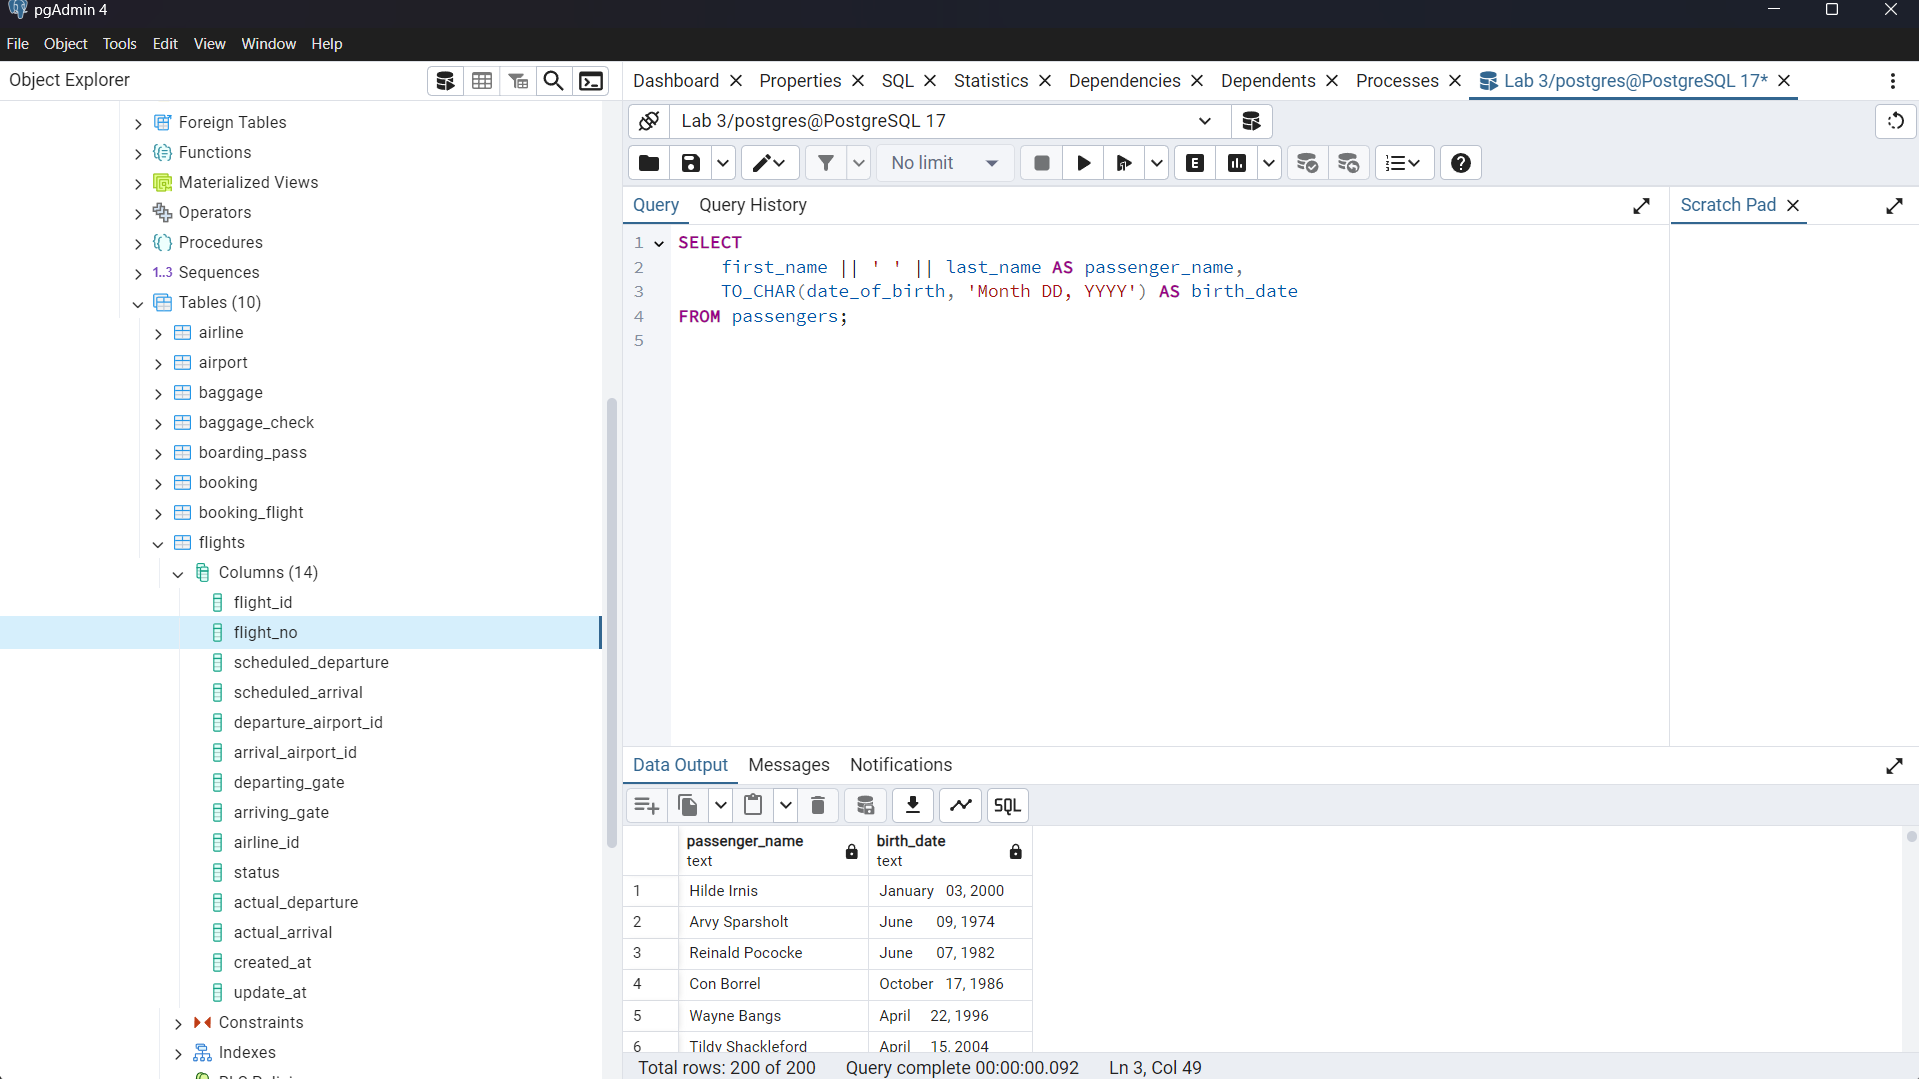 pgAdmin 4
File Object Tools Edit View Window Help
Object Explorer
Foreign Tables
Functions
Materialized Views
Operators
Procedures
1..3 Sequences
Tables (10)
airline
airport
baggage
baggage_check
boarding_pass
booking
booking_flight
flights
Columns (14)
flight_id
flight_no
scheduled_departure
scheduled_arrival
departure_airport_id
arrival_airport_id
departing_gate
arriving_gate
airline_id
status
actual_departure
actual_arrival
created_at
update_at
Constraints
Indexes
Dashboard Properties SQL Statistics Dependencies Dependents Processes Lab 3/postgres@PostgreSQL 17*
Lab 3/postgres@PostgreSQL 17
No limit E
Query Query History
Scratch Pad
1 SELECT
2 first_name || ' ' || last_name AS passenger_name,
3 TO_CHAR(date_of_birth, 'Month DD, YYYY') AS birth_date
4 FROM passengers;
5
Data Output Messages Notifications
SQL
passenger_name birth_date
text text
1 Hilde Irnis January 03, 2000
2 Arvy Sparsholt June 09, 1974
3 Reinald Pococke June 07, 1982
4 Con Borrel October 17, 1986
5 Wayne Bangs April 22, 1996
6 Tildy Shackleford April 15, 2004
Total rows: 200 of 200 Query complete 00:00:00.092 Ln 3, Col 49